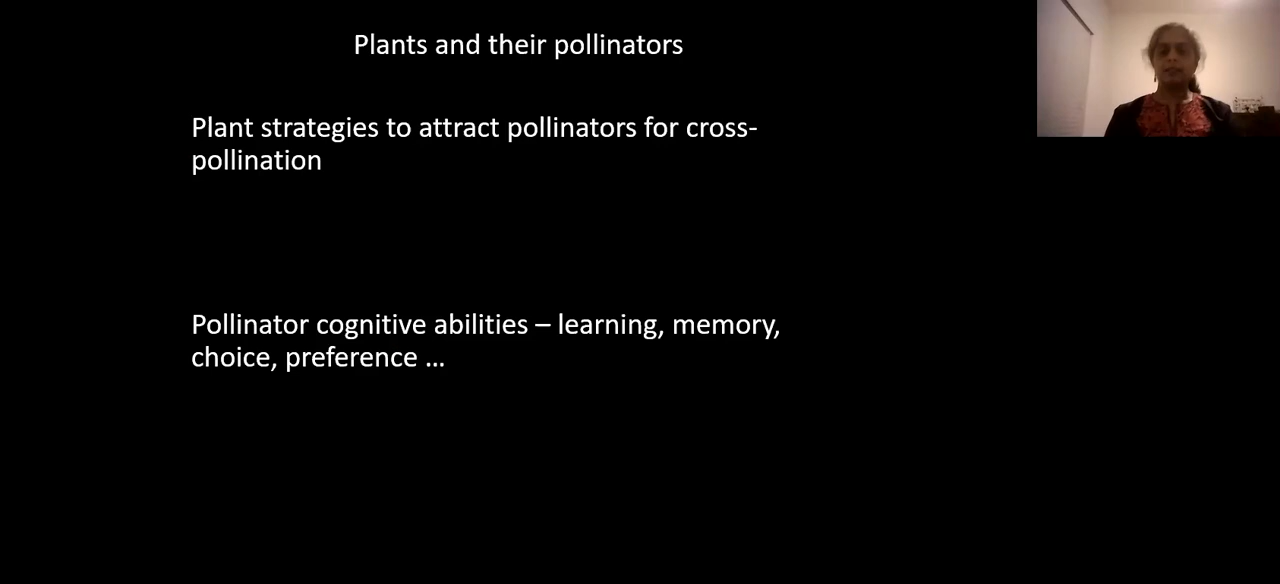 Plants and their pollinators
Plant strategies to attract pollinators for cross-
pollination
Pollinator cognitive abilities – learning, memory,
choice, preference ...